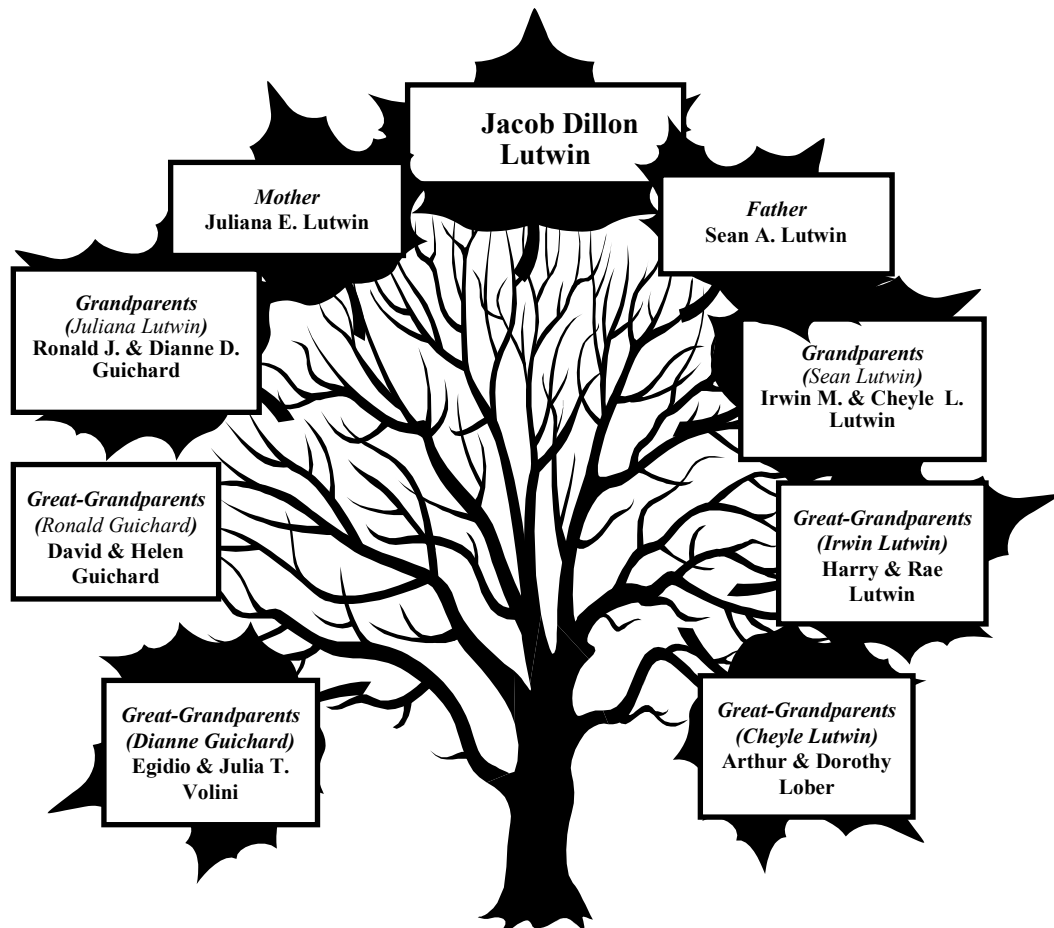 Jacob Dillon
Lutwin
Mother
Juliana E. Lutwin
Father
Sean A. Lutwin
Grandparents
(Juliana Lutwin)
Ronald J. & Dianne D.
Guichard
Grandparents
(Sean Lutwin)
Irwin M. & Cheyle L.
Lutwin
Great-Grandparents
(Ronald Guichard)
David & Helen
Guichard
Great-Grandparents
(Irwin Lutwin)
Harry & Rae
Lutwin
Great-Grandparents
(Dianne Guichard)
Egidio & Julia T.
Volini
Great-Grandparents
(Cheyle Lutwin)
Arthur & Dorothy
Lober